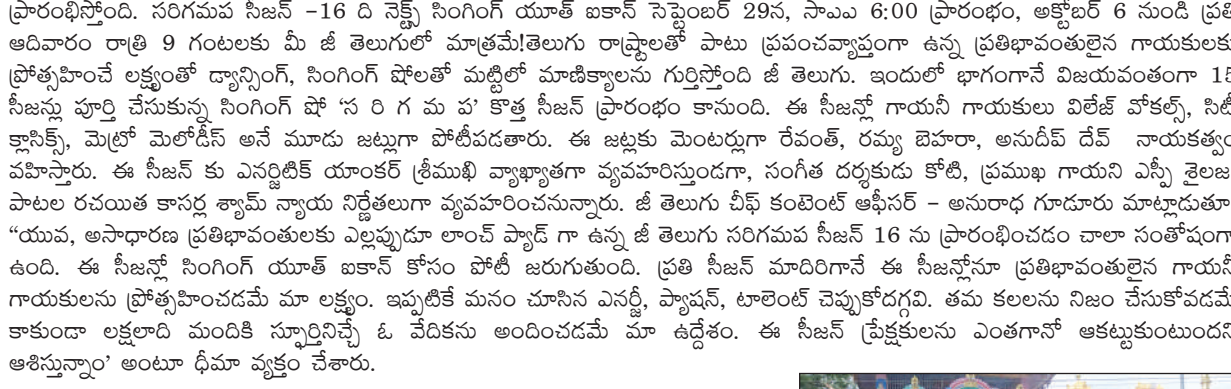 ప్రారంభిస్తోంది. సరిగమప సీజన్ -16 ది నెక్స్ట్ సింగింగ్ యూత్ ఐకాన్ సెప్టెంబర్ 29న, సా॥ 6:00 ప్రారంభం, అక్టోబర్ 6 నుండి ప్రతి
ఆదివారం రాత్రి 9 గంటలకు మీ జీ తెలుగులో మాత్రమే!తెలుగు రాష్ట్రాలతో పాటు ప్రపంచవ్యాప్తంగా ఉన్న ప్రతిభావంతులైన గాయకులకు
ప్రోత్సహించే లక్ష్యంతో డ్యాన్సింగ్, సింగింగ్ షోలతో మట్టిలో మాణిక్యాలను గుర్తిస్తోంది జీ తెలుగు. ఇందులో భాగంగానే విజయవంతంగా 15
సీజన్లు పూర్తి చేసుకున్న సింగింగ్ షో ‘స రి గ మ ప’ కొత్త సీజన్ ప్రారంభం కానుంది. ఈ సీజన్లో గాయనీ గాయకులు విలేజ్ వోకల్స్, సిటీ
క్లాసిక్స్, మెట్రో మెలోడీస్ అనే మూడు జట్లుగా పోటీపడతారు. ఈ జట్లకు మెంటర్లుగా రేవంత్, రమ్య బెహరా, అనుదీప్ దేవ్ నాయకత్వం
వహిస్తారు. ఈ సీజన్ కు ఎనర్జిటిక్ యాంకర్ శ్రీముఖి వ్యాఖ్యాతగా వ్యవహరిస్తుండగా, సంగీత దర్శకుడు కోటి, ప్రముఖ గాయని ఎస్పీ శైలజ,
పాటల రచయిత కాసర్ల శ్యామ్ న్యాయ నిర్ణేతలుగా వ్యవహరించనున్నారు. జీ తెలుగు చీఫ్ కంటెంట్ ఆఫీసర్ – అనురాధ గూడూరు మాట్లాడుతూ
“యువ, అసాధారణ ప్రతిభావంతులకు ఎల్లప్పుడూ లాంచ్ ప్యాడ్ గా ఉన్న జీ తెలుగు సరిగమప సీజన్ 16 ను ప్రారంభించడం చాలా సంతోషంగా
ఉంది. ఈ సీజన్లో సింగింగ్ యూత్ ఐకాన్ కోసం పోటీ జరుగుతుంది. ప్రతి సీజన్ మాదిరిగానే ఈ సీజన్లోనూ ప్రతిభావంతులైన గాయనీ
గాయకులను ప్రోత్సహించడమే మా లక్ష్యం. ఇప్పటికే మనం చూసిన ఎనర్జీ, ప్యాషన్, టాలెంట్ చెప్పుకోదగ్గవి. తమ కలలను నిజం చేసుకోవడమే
కాకుండా లక్షలాది మందికి స్ఫూర్తినిచ్చే ఓ వేదికను అందించడమే మా ఉద్దేశం. ఈ సీజన్ ప్రేక్షకులను ఎంతగానో ఆకట్టుకుంటుందని
ఆశిస్తున్నాం’ అంటూ ధీమా వ్యక్తం చేశారు.